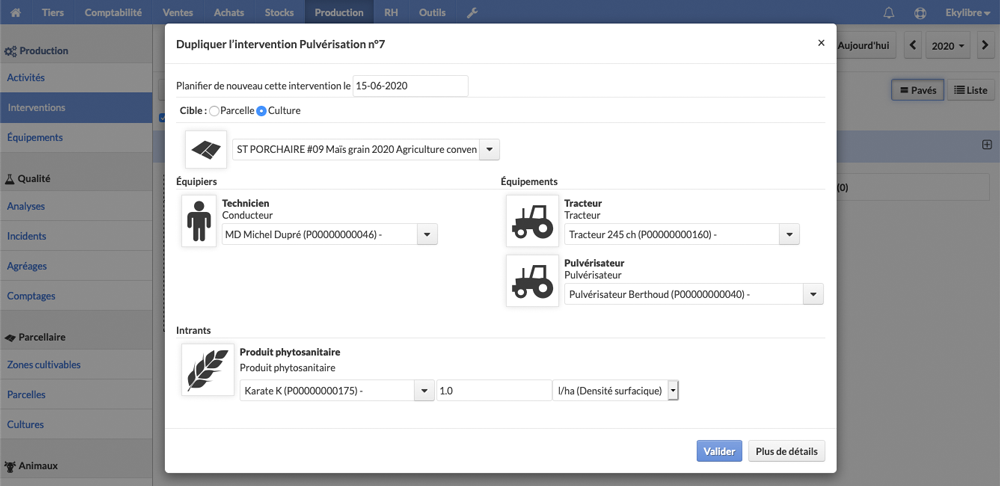 Tiers Comptabilité Ventes Achats Stocks Production RH Outils Ekylibre
Dupliquer l'intervention Pulvérisation n°7 ×
Production
Activités
Interventions
Équipements
Qualité
Analyses
Incidents
Agréages
Comptages
Parcellaire
Zones cultivables
Parcelles
Cultures
Animaux
Aujourd'hui 2020
Pavés Liste
(0)
Planifier de nouveau cette intervention le 15-06-2020
Cible : Parcelle Culture
ST PORCHAIRE #09 Maïs grain 2020 Agriculture conven
Équipiers
Technicien
Conducteur
MD Michel Dupré (P00000000046) -
Équipements
Tracteur
Tracteur
Tracteur 245 ch (P00000000160) -
Pulvérisateur
Pulvérisateur
Pulvérisateur Berthoud (P00000000040) -
Intrants
Produit phytosanitaire
Produit phytosanitaire
Karate K (P00000000175) - 1.0 l/ha (Densité surfacique)
Valider Plus de détails